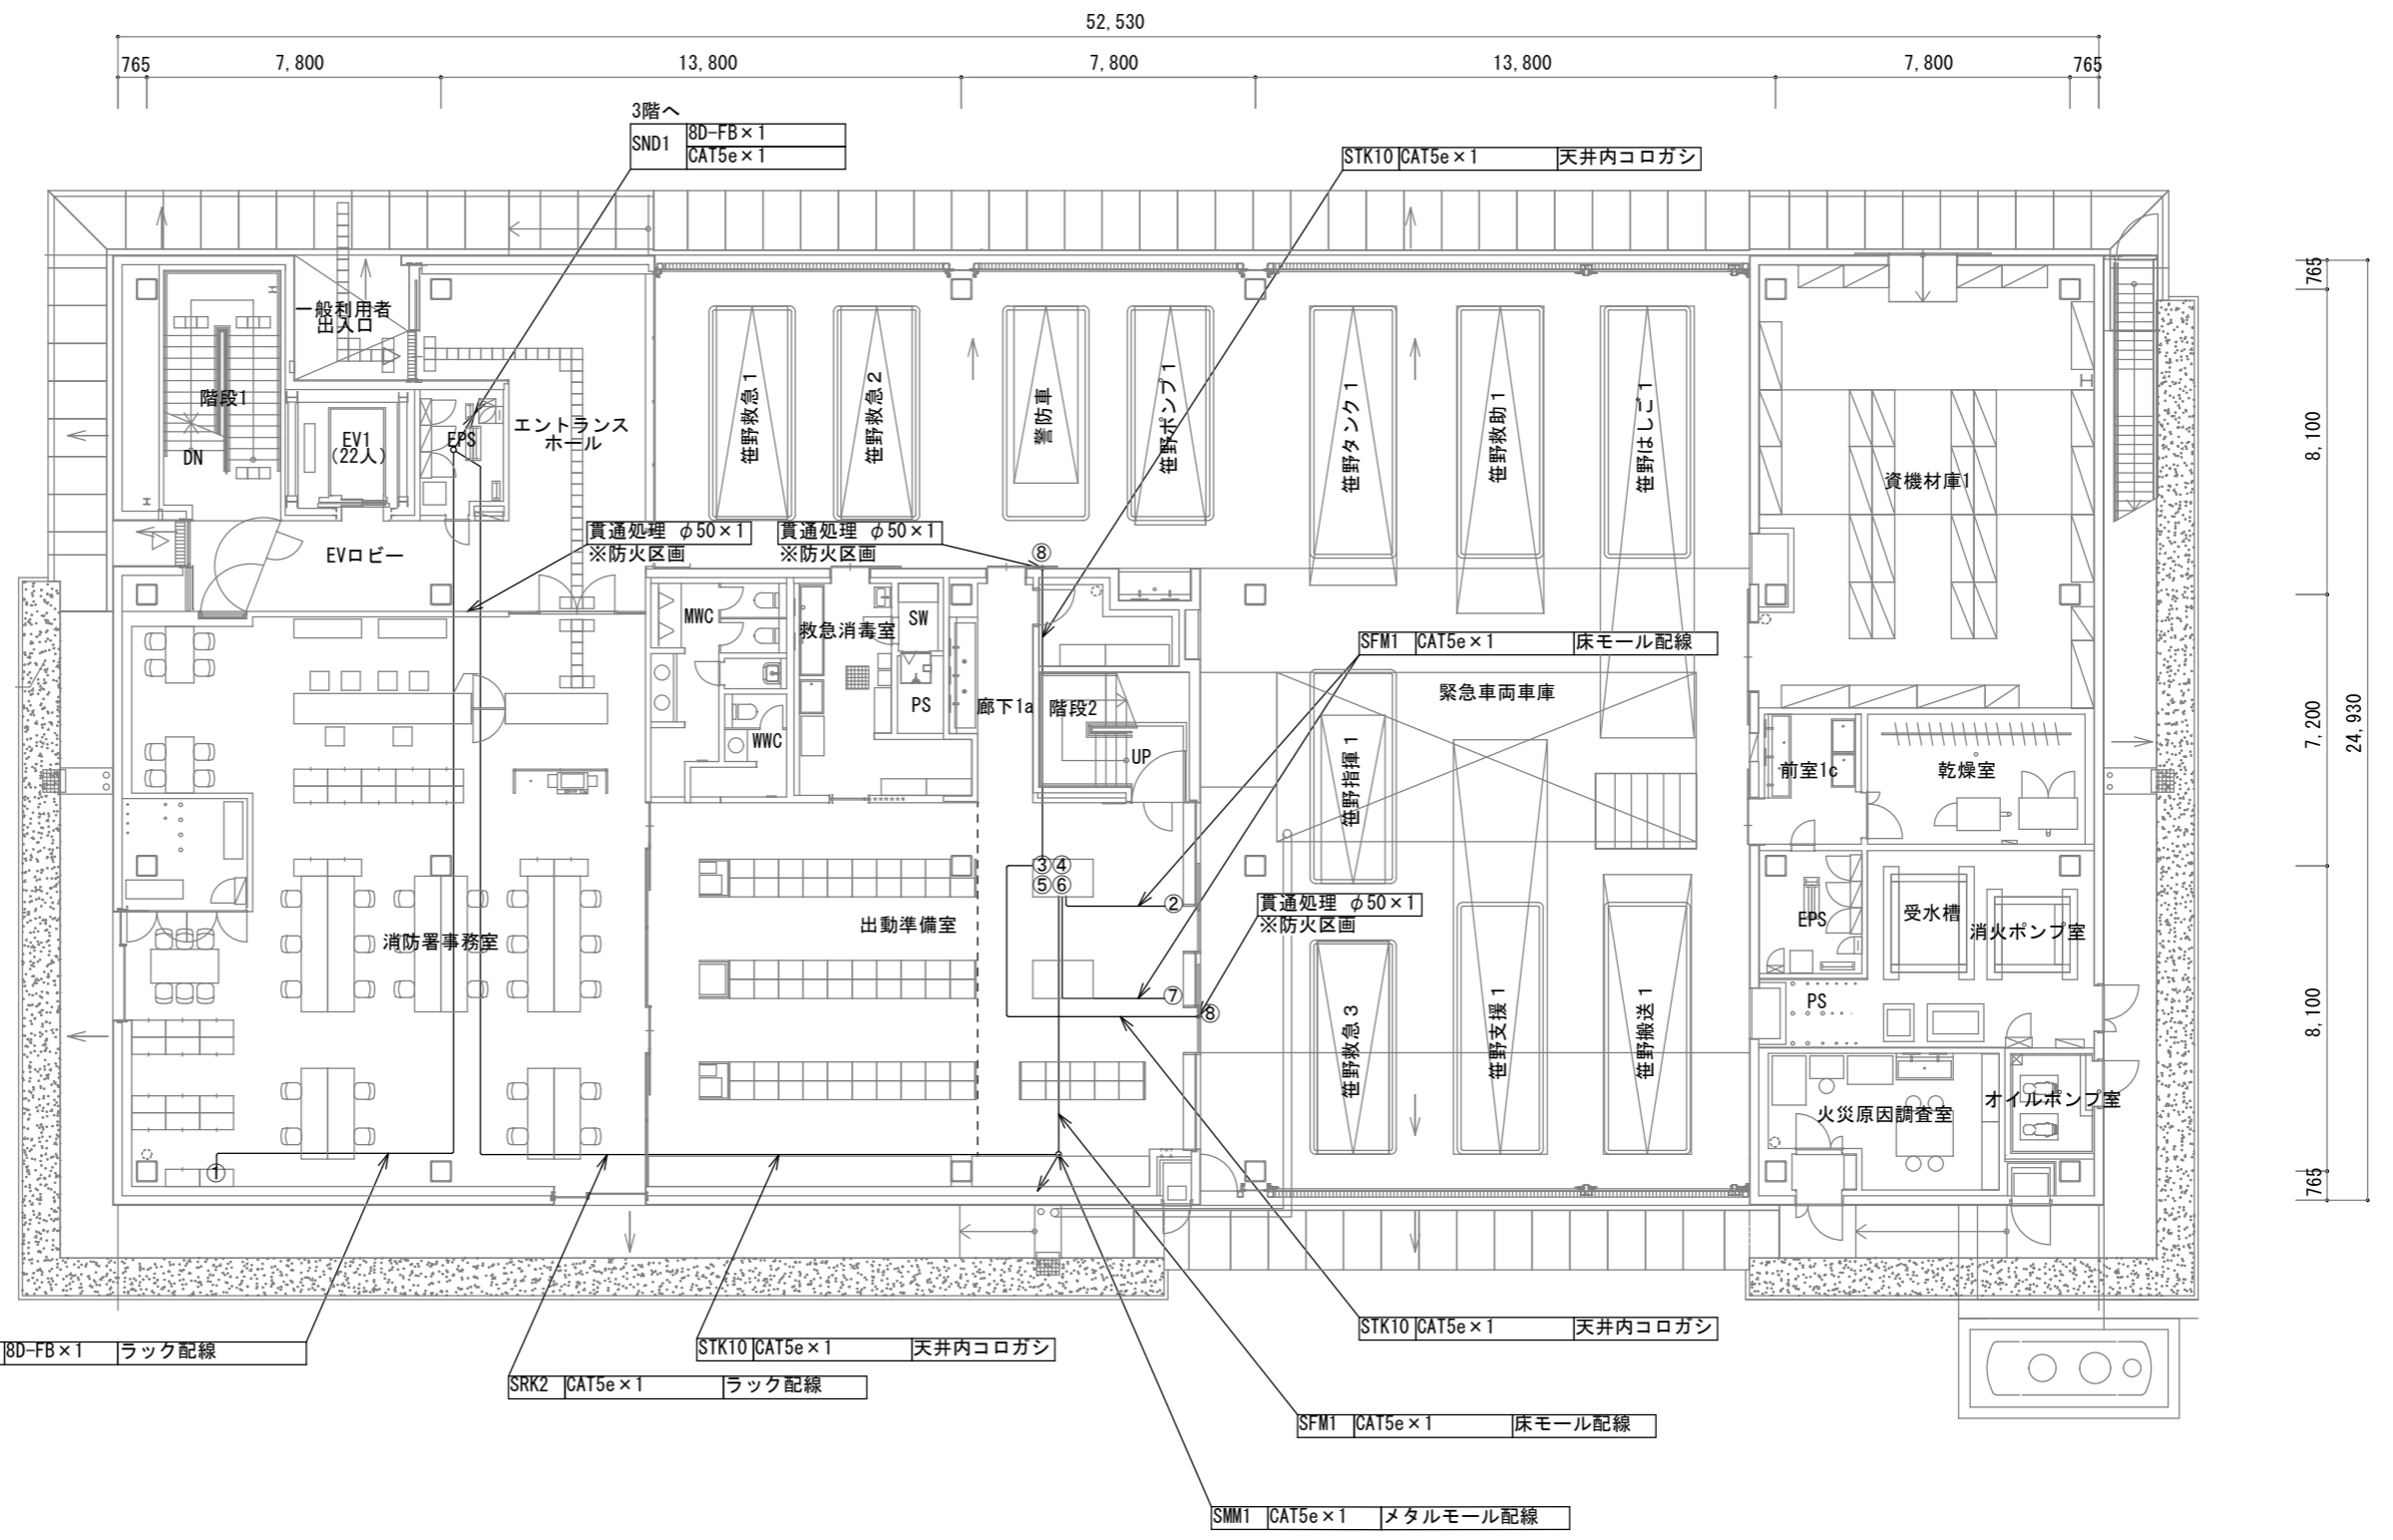 52,530
765
7,800
13,800
7,800
13,800
7,800
765
3階へ
SND1
8D-FB×1
CAT5e×1
STK10 CAT5e×1 天井内コロガシ
一般利用者
出入口
階段1
DN
EV1
(22人)
EPS
エントランス
ホール
EVロビー
笹野救急1
笹野救急2
警防車
笹野ポンプ1
笹野タンク1
笹野救助1
笹野はしご1
資機材庫1
765
8,100
7,200
24,930
8,100
765
貫通処理 φ50×1
※防火区画
貫通処理 φ50×1
※防火区画
⑧
MWC
救急消毒室
SW
PS
WWC
廊下1a
階段2
UP
SFM1 CAT5e×1 床モール配線
緊急車両車庫
笹野指揮1
前室1c
乾燥室
③④
⑤⑥
②
⑦
⑧
貫通処理 φ50×1
※防火区画
消防署事務室
出動準備室
EPS
受水槽
消火ポンプ室
PS
笹野救急3
笹野支援1
笹野搬送1
火災原因調査室
オイルポンプ室
①
8D-FB×1 ラック配線
STK10 CAT5e×1 天井内コロガシ
SRK2 CAT5e×1 ラック配線
STK10 CAT5e×1 天井内コロガシ
SFM1 CAT5e×1 床モール配線
SMM1 CAT5e×1 メタルモール配線